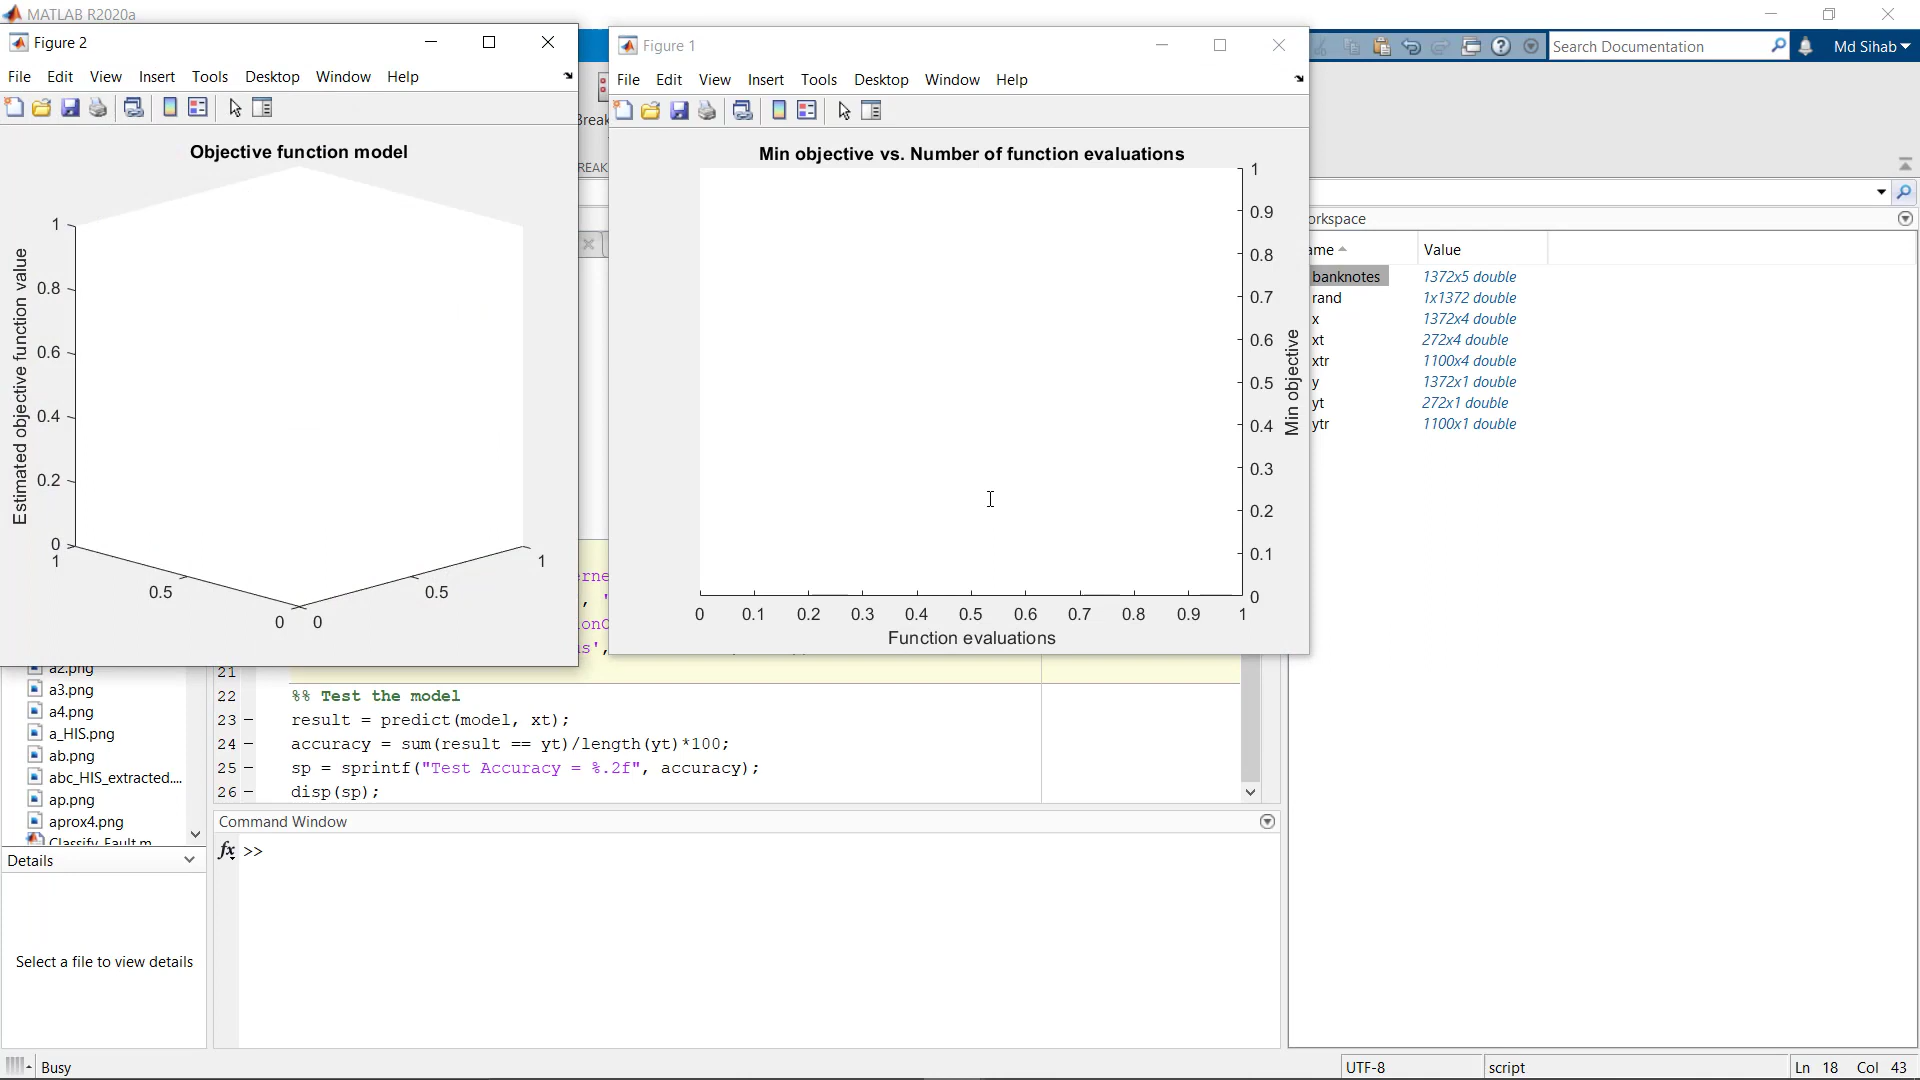 MATLAB R2020a
Figure 2
File Edit View Insert Tools Desktop Window Help
Objective function model
Estimated objective function value
1
0.8
0.6
0.4
0.2
0
1
0.5
0
0
0.5
1
Figure 1
File Edit View Insert Tools Desktop Window Help
Min objective vs. Number of function evaluations
1
0.9
0.8
0.7
0.6
0.5
0.4
0.3
0.2
0.1
0
Min objective
0 0.1 0.2 0.3 0.4 0.5 0.6 0.7 0.8 0.9 1
Function evaluations
Search Documentation
Md Sihab
Break
REAK
orkspace
ame Value
banknotes 1372x5 double
rand 1x1372 double
x 1372x4 double
xt 272x4 double
xtr 1100x4 double
y 1372x1 double
yt 272x1 double
ytr 1100x1 double
erne
, '
ionO
ls',
21
22 %% Test the model
23 - result = predict(model, xt);
24 - accuracy = sum(result == yt)/length(yt)*100;
25 - sp = sprintf("Test Accuracy = %.2f", accuracy);
26 - disp(sp);
a2.png
a3.png
a4.png
a_HIS.png
ab.png
abc_HIS_extracted....
ap.png
aprox4.png
Classify_Fault.m
Details
Select a file to view details
Command Window
fx >>
Busy
UTF-8
script
Ln 18 Col 43